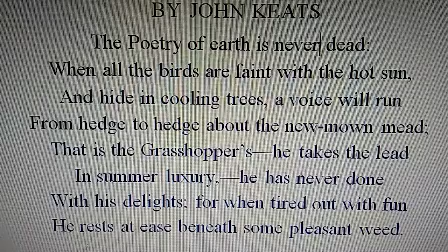 BY JOHN KEATS
The Poetry of earth is never dead:
When all the birds are faint with the hot sun,
And hide in cooling trees, a voice will run
From hedge to hedge about the new-mown mead;
That is the Grasshopper's—he takes the lead
In summer luxury,—he has never done
With his delights; for when tired out with fun
He rests at ease beneath some pleasant weed.